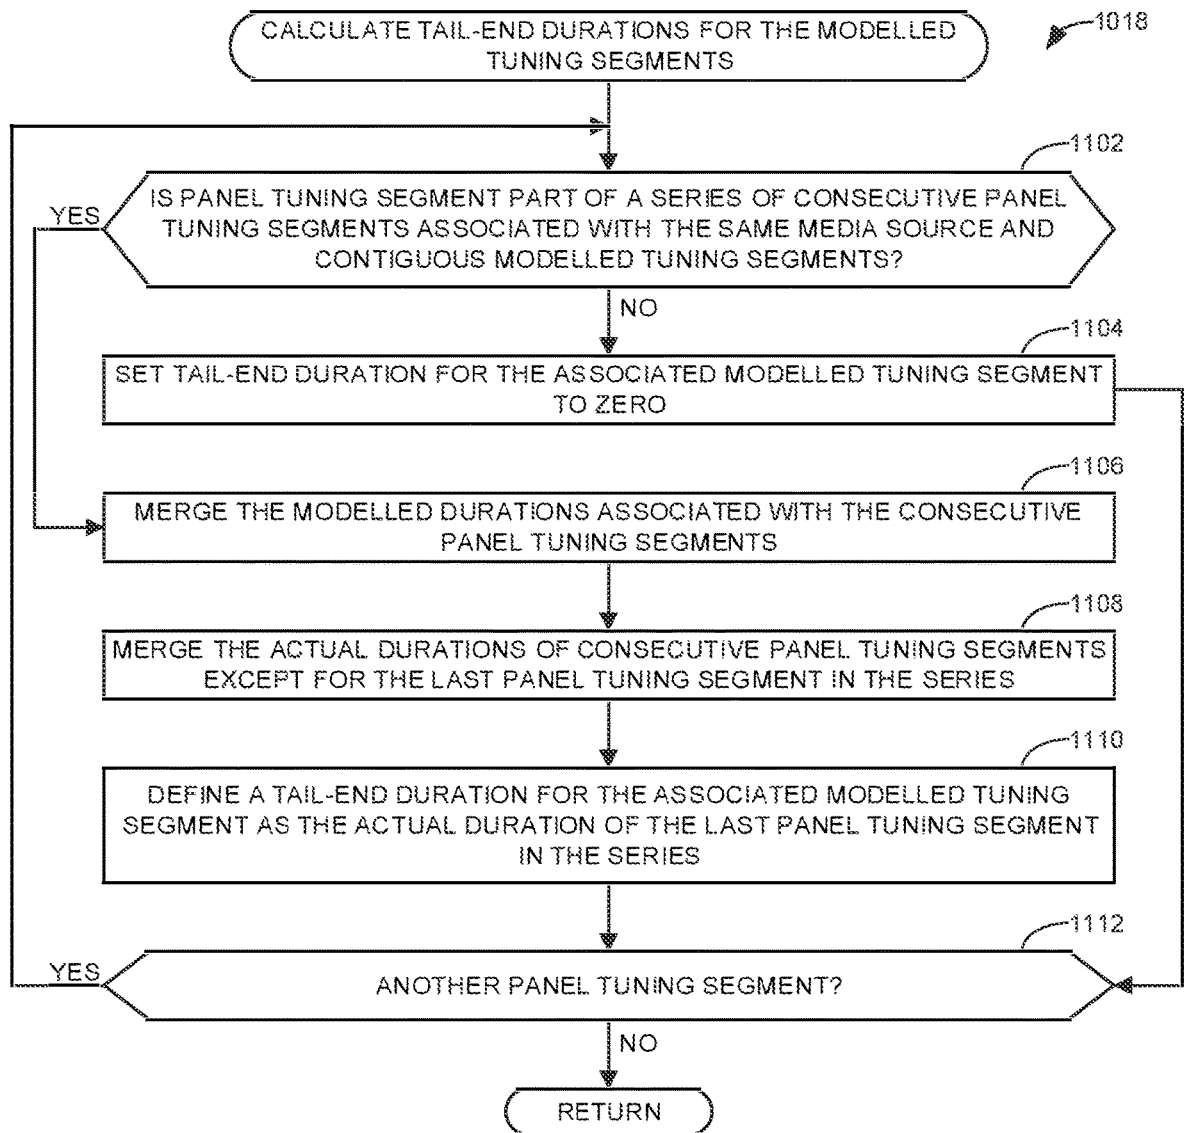 CALCULATE TAIL-END DURATIONS FOR THE MODELLED
TUNING SEGMENTS
1018
1102
IS PANEL TUNING SEGMENT PART OF A SERIES OF CONSECUTIVE PANEL
TUNING SEGMENTS ASSOCIATED WITH THE SAME MEDIA SOURCE AND
CONTIGUOUS MODELLED TUNING SEGMENTS?
YES
NO
1104
SET TAIL-END DURATION FOR THE ASSOCIATED MODELLED TUNING SEGMENT
TO ZERO
1106
MERGE THE MODELLED DURATIONS ASSOCIATED WITH THE CONSECUTIVE
PANEL TUNING SEGMENTS
1108
MERGE THE ACTUAL DURATIONS OF CONSECUTIVE PANEL TUNING SEGMENTS
EXCEPT FOR THE LAST PANEL TUNING SEGMENT IN THE SERIES
1110
DEFINE A TAIL-END DURATION FOR THE ASSOCIATED MODELLED TUNING
SEGMENT AS THE ACTUAL DURATION OF THE LAST PANEL TUNING SEGMENT
IN THE SERIES
1112
YES
ANOTHER PANEL TUNING SEGMENT?
NO
RETURN